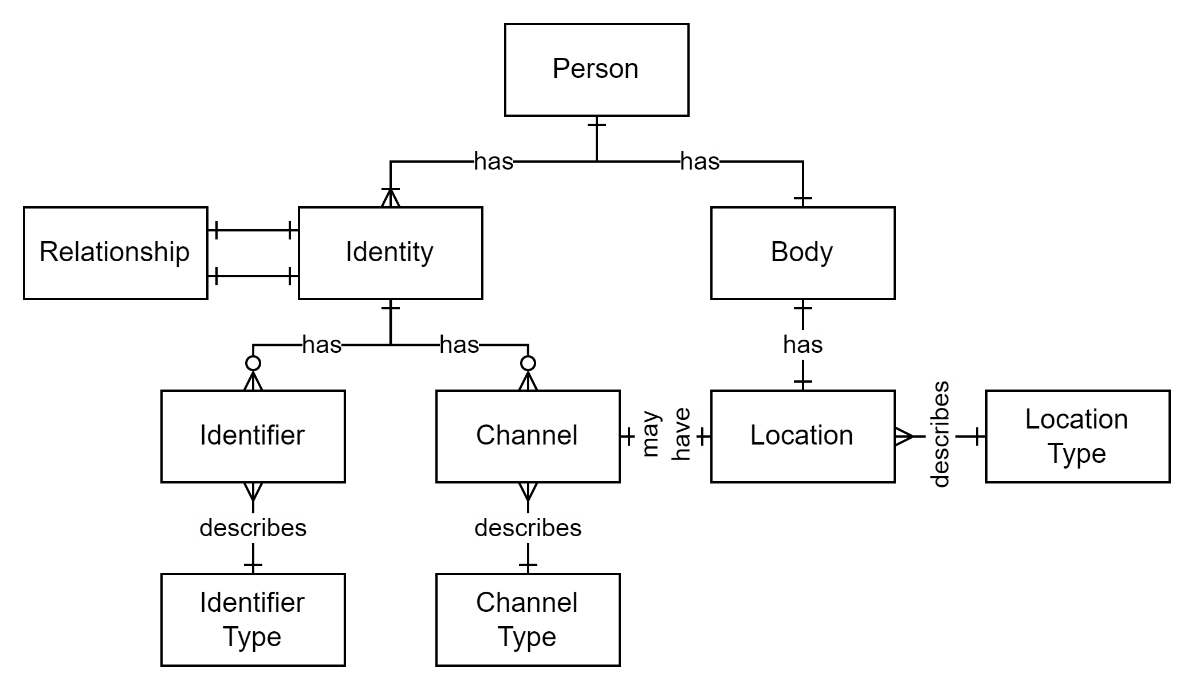 Person
has
has
Relationship
Identity
Body
has
has
has
Identifier
Channel
may
have
Location
describes
Location
Type
describes
describes
Identifier
Type
Channel
Type